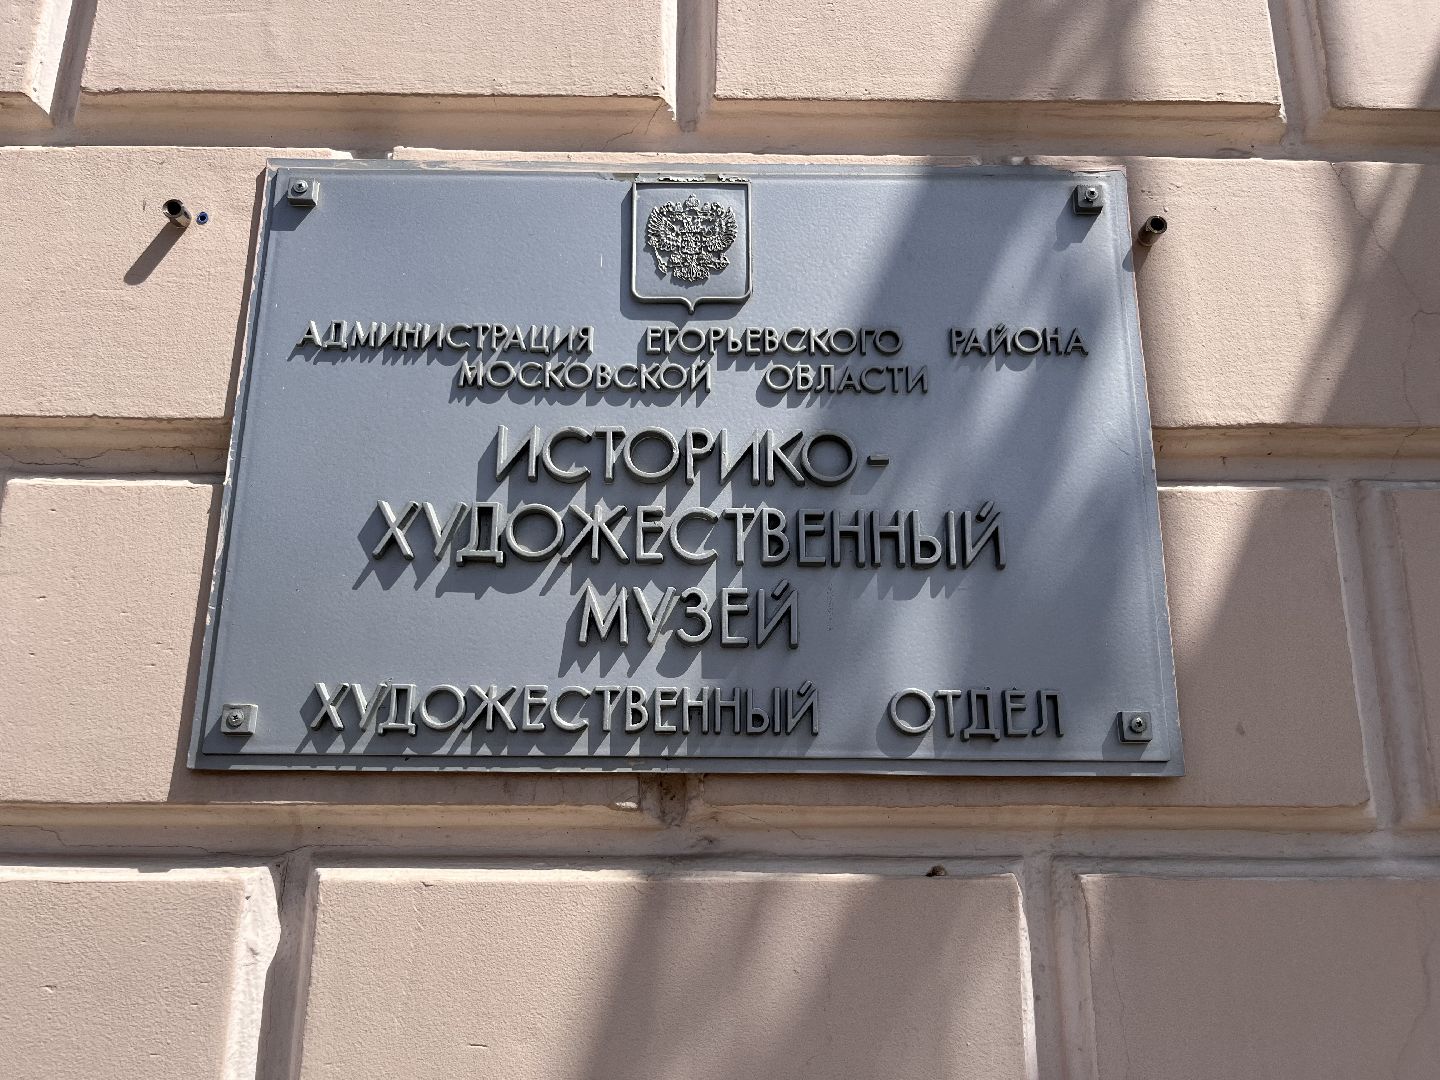 АДМИНИСТРАЦИЯ ЕГОРЬЕВСКОГО РАЙОНА
МОСКОВСКОЙ ОБЛАСТИ
ИСТОРИКО-
ХУДОЖЕСТВЕННЫЙ
МУЗЕЙ
ХУДОЖЕСТВЕННЫЙ ОТДЕЛ